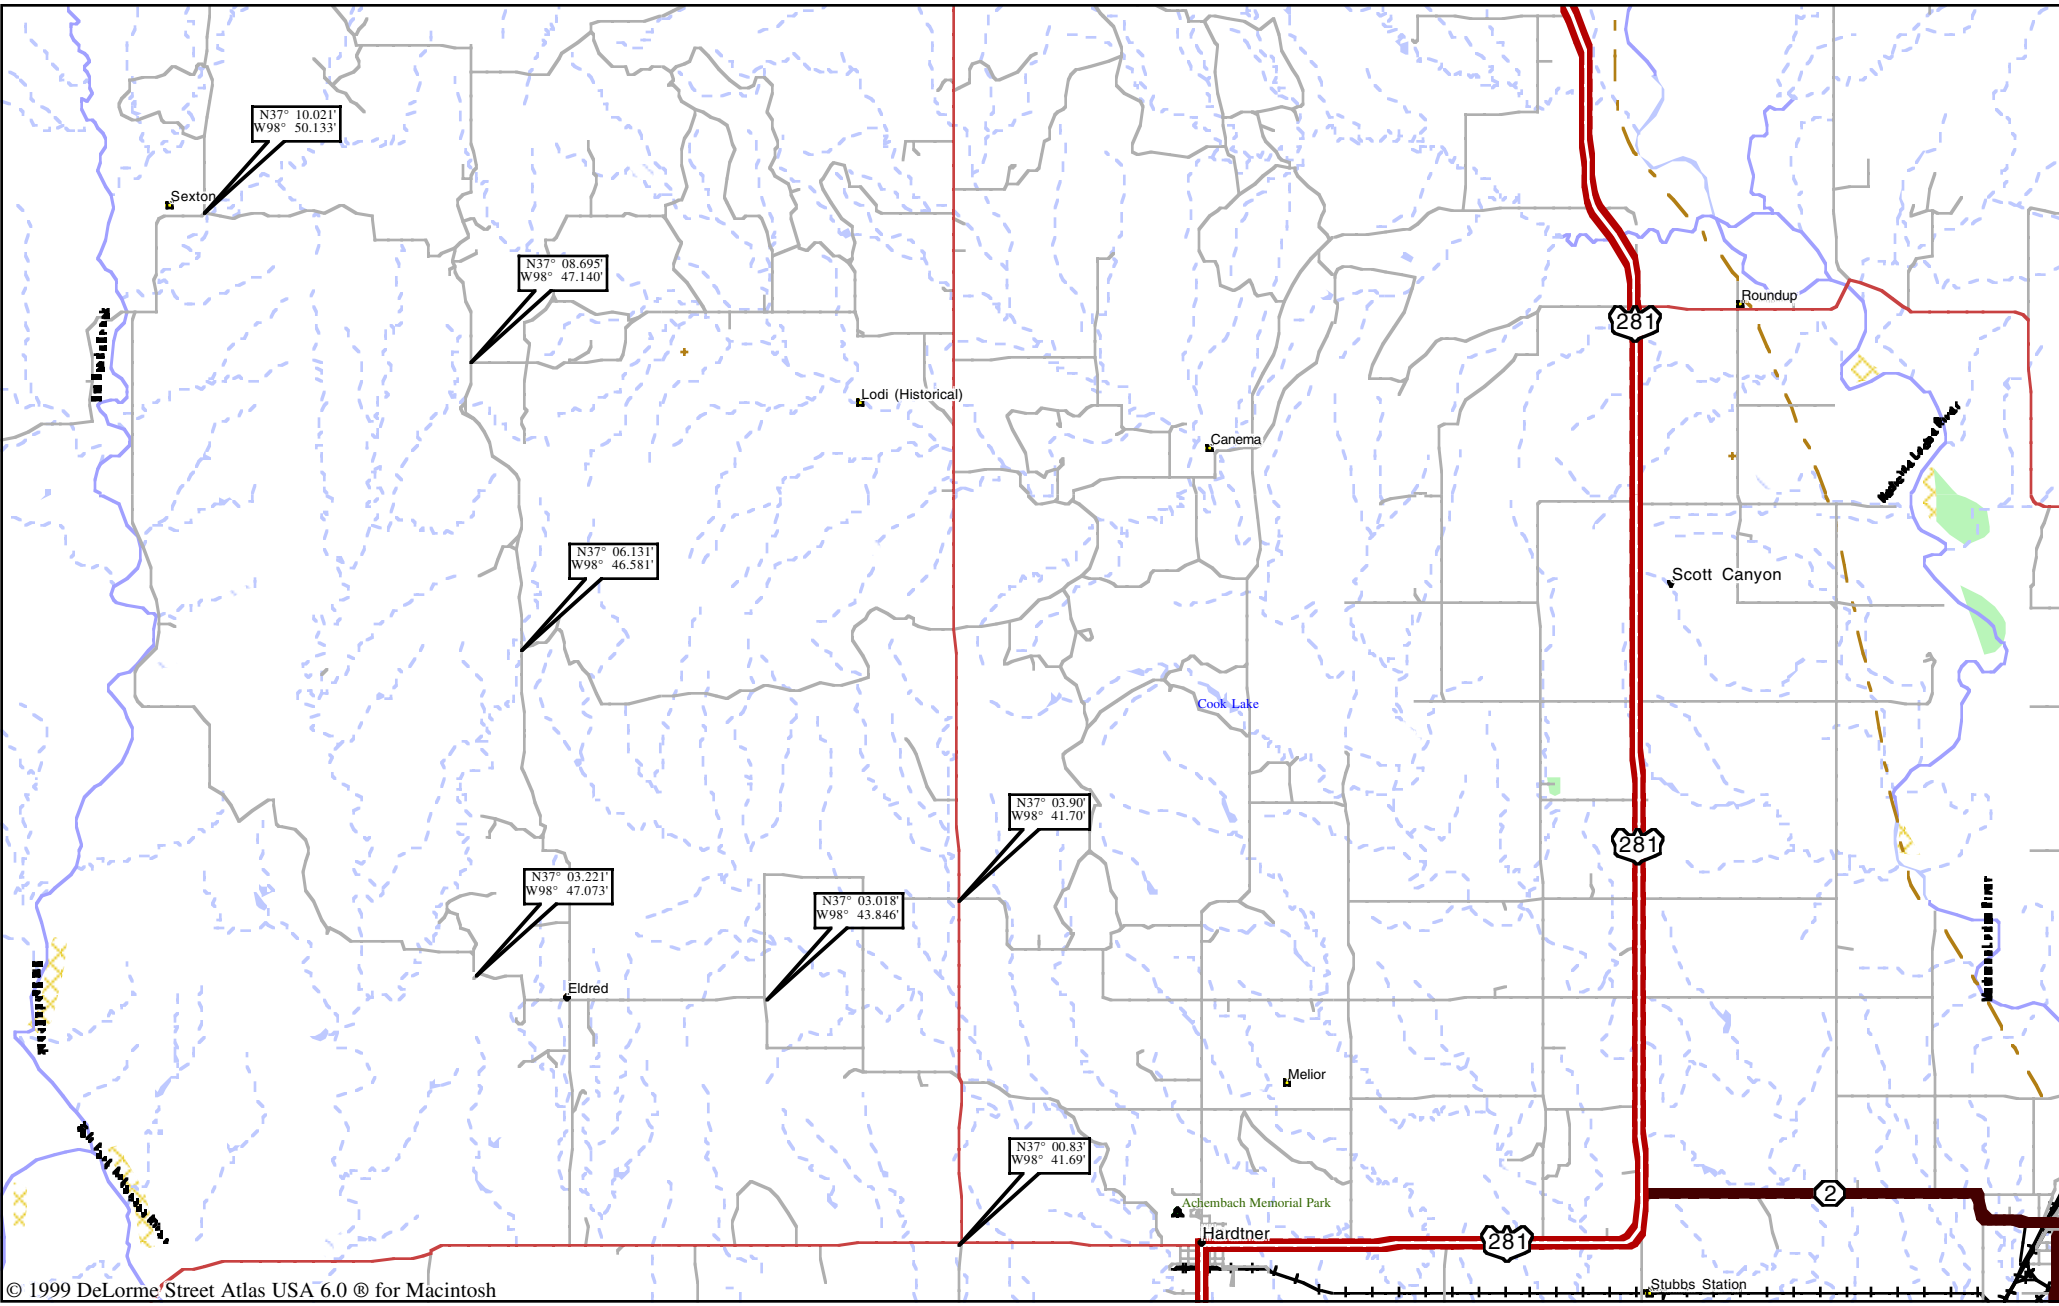 N37° 10.021'
W98° 50.133'
Sexton
N37° 08.695'
W98° 47.140'
Roundup
281
Lodi (Historical)
Canema
N37° 06.131'
W98° 46.581'
Scott Canyon
Cook Lake
N37° 03.90'
W98° 41.70'
281
N37° 03.221'
W98° 47.073'
N37° 03.018'
W98° 43.846'
Eldred
Melior
N37° 00.83'
W98° 41.69'
Achembach Memorial Park
2
Hardtner
281
Stubbs Station
© 1999 DeLorme Street Atlas USA 6.0 ® for Macintosh